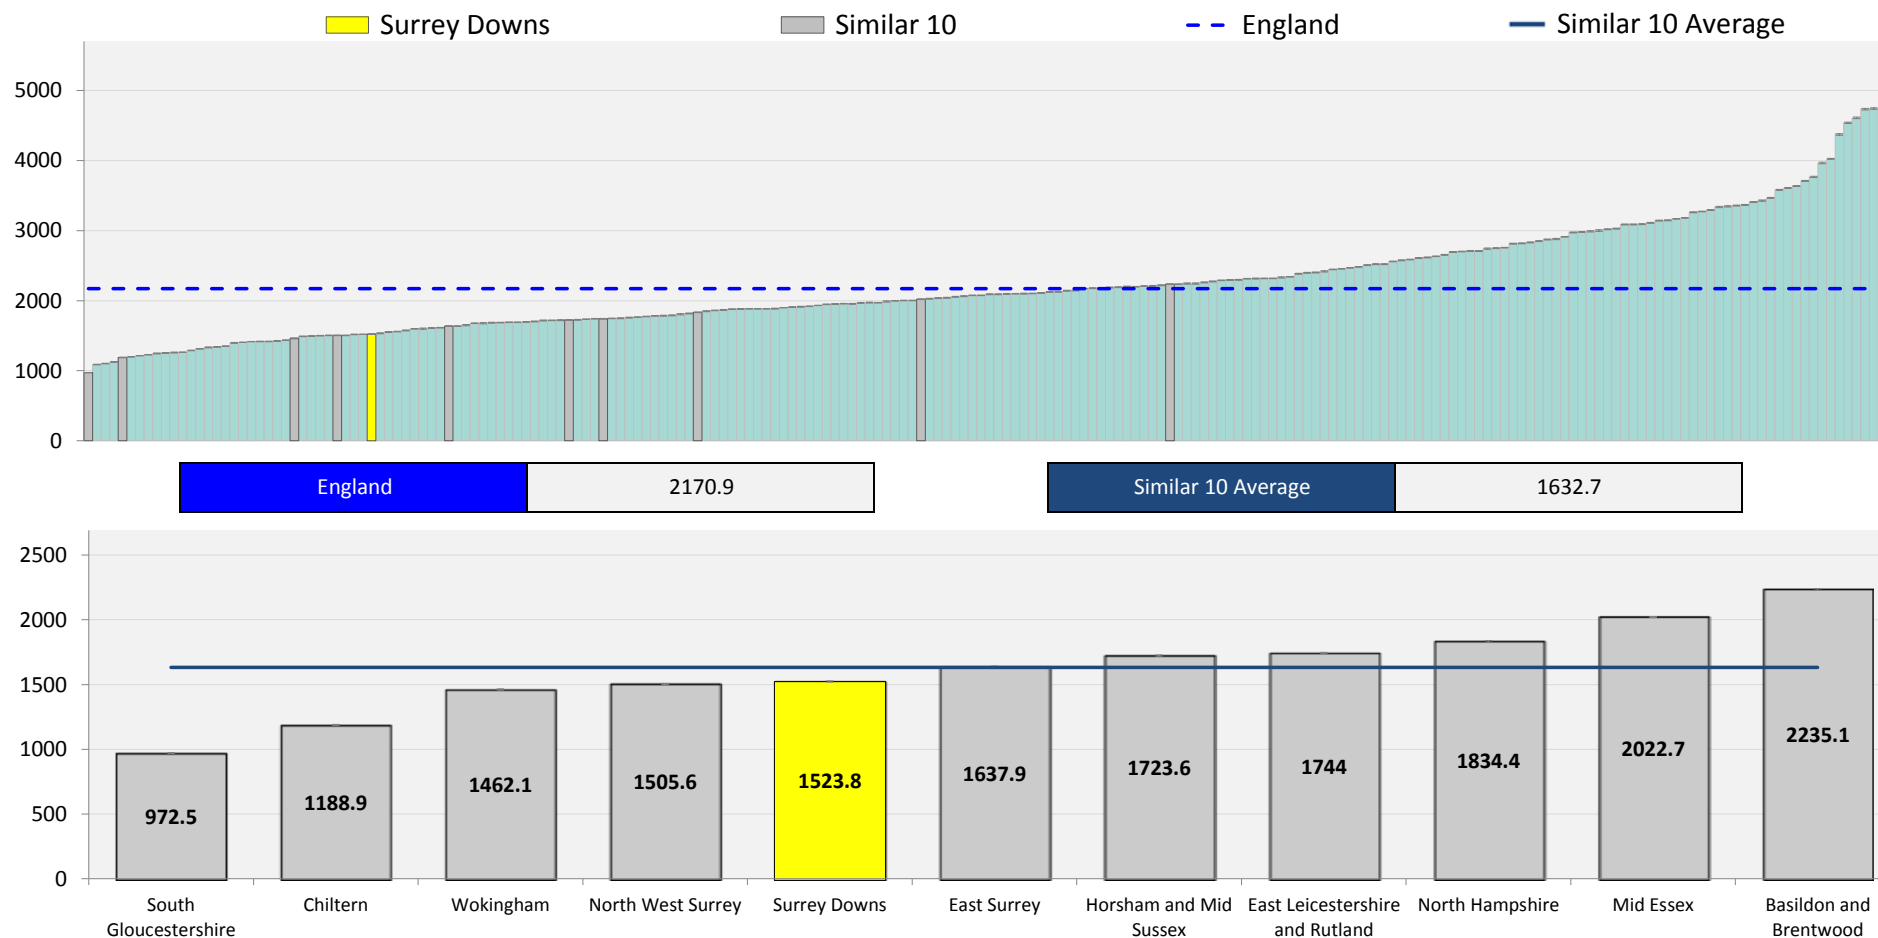 Surrey Downs
Similar 10
England
Similar 10 Average
5000
4000
3000
2000
1000
0
England
2170.9
Similar 10 Average
1632.7
2500
2000
1500
1000
500
0
972.5
1188.9
1462.1
1505.6
1523.8
1637.9
1723.6
1744
1834.4
2022.7
2235.1
South
Gloucestershire
Chiltern
Wokingham
North West Surrey
Surrey Downs
East Surrey
Horsham and Mid
Sussex
East Leicestershire
and Rutland
North Hampshire
Mid Essex
Basildon and
Brentwood